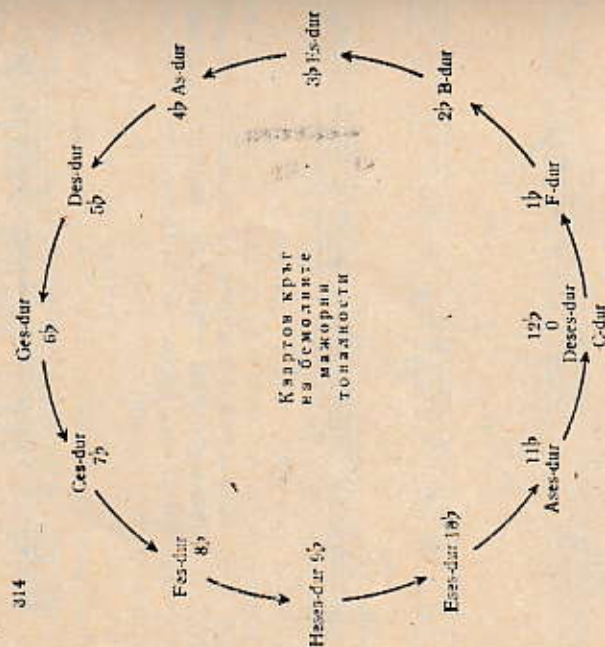 314
Квартов кръг
на бемолните
мажорни
тоналности
12♭
0
Deses-dur
C-dur
1♭
F-dur
2♭ B-dur
3♭ Es-dur
4♭ As-dur
Des-dur
5♭
Ges-dur
6♭
Ces-dur
7♭
Fes-dur
8♭
Heses-dur 9♭
Eses-dur 10♭
11♭
Ases-dur